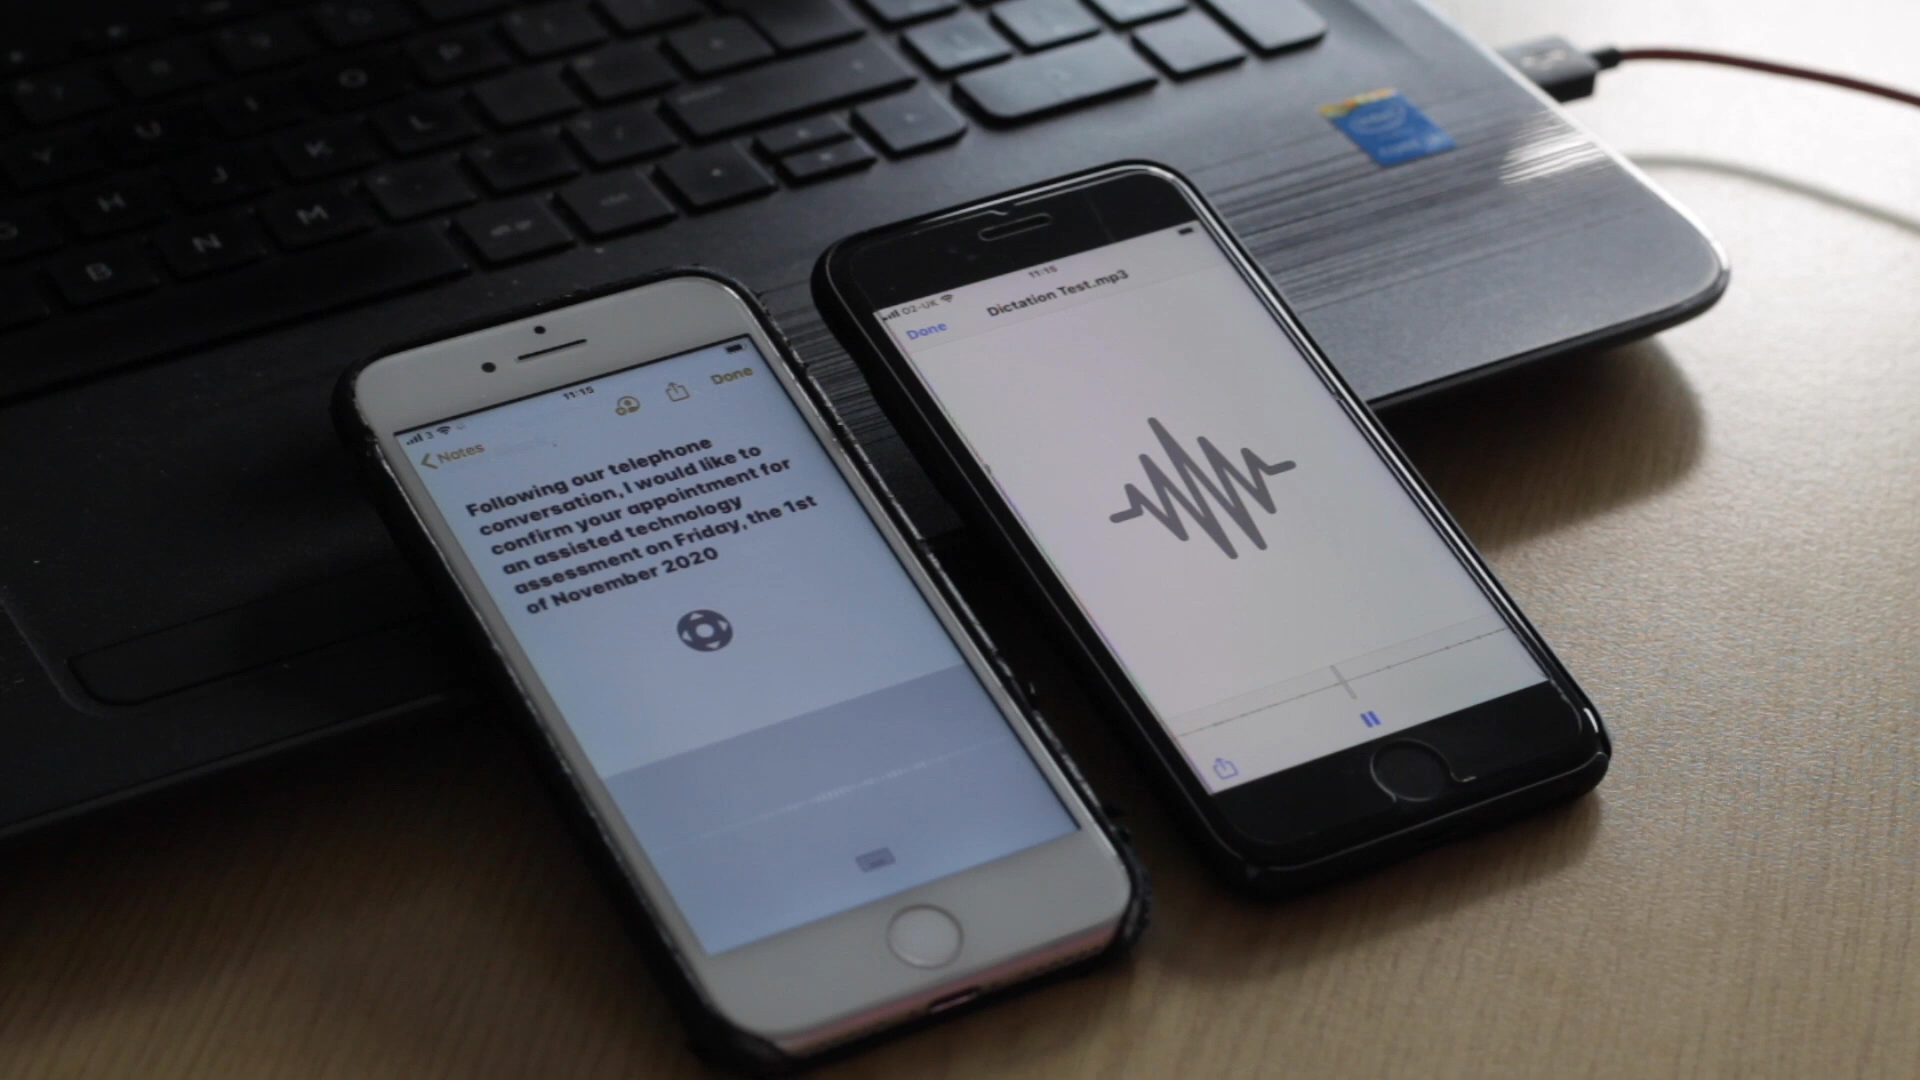 11:15
3
Notes
Done
Following our telephone
conversation, I would like to
confirm your appointment for
an assisted technology
assessment on Friday, the 1st
of November 2020
11:15
O2-UK
Done
Dictation Test.mp3
P
O
I
U
Y
L
K
J
H
M
N
B